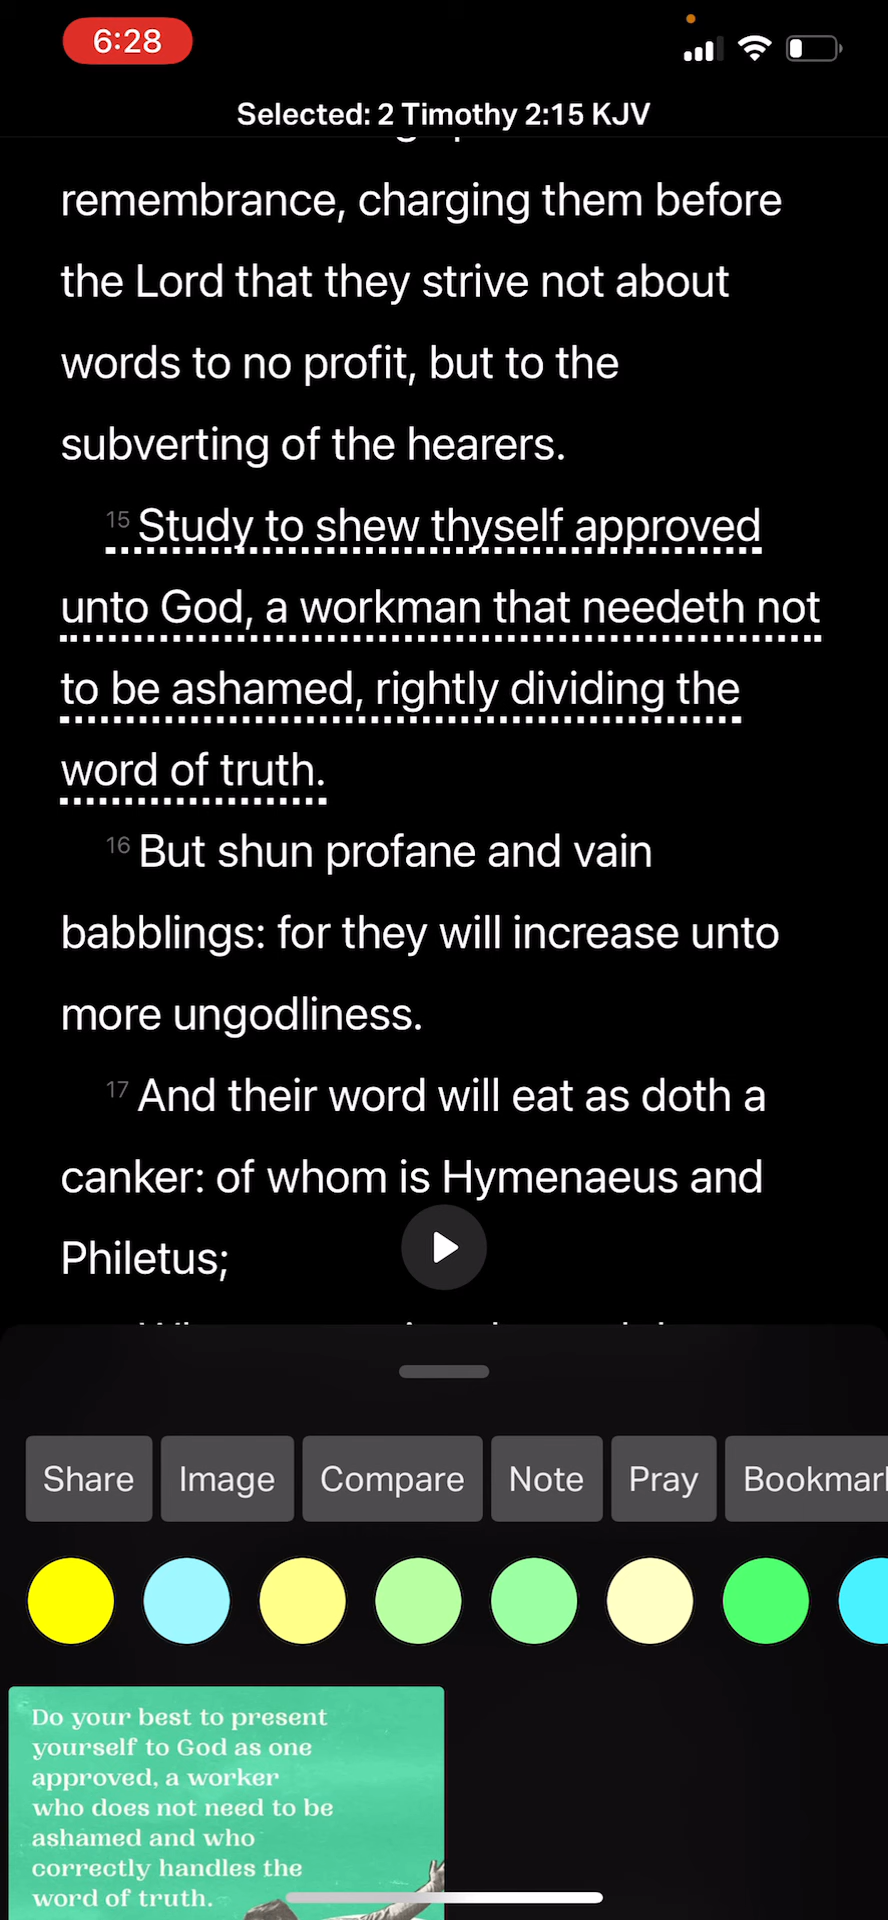 6:28
Selected: 2 Timothy 2:15 KJV
remembrance, charging them before
the Lord that they strive not about
words to no profit, but to the
subverting of the hearers.
15 Study to shew thyself approved
unto God, a workman that needeth not
to be ashamed, rightly dividing the
word of truth.
16 But shun profane and vain
babblings: for they will increase unto
more ungodliness.
17 And their word will eat as doth a
canker: of whom is Hymenaeus and
Philetus;
Share Image Compare Note Pray Bookmar
Do your best to present
yourself to God as one
approved, a worker
who does not need to be
ashamed and who
correctly handles the
word of truth.